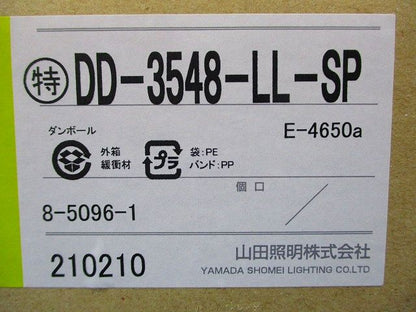 特 DD-3548-LL-SP
E-4650a
ダンボール
外箱
緩衝材
プラ
袋:PE
バンド:PP
個口
8-5096-1
210210
山田照明株式会社
YAMADA SHOMEI LIGHTING CO.LTD